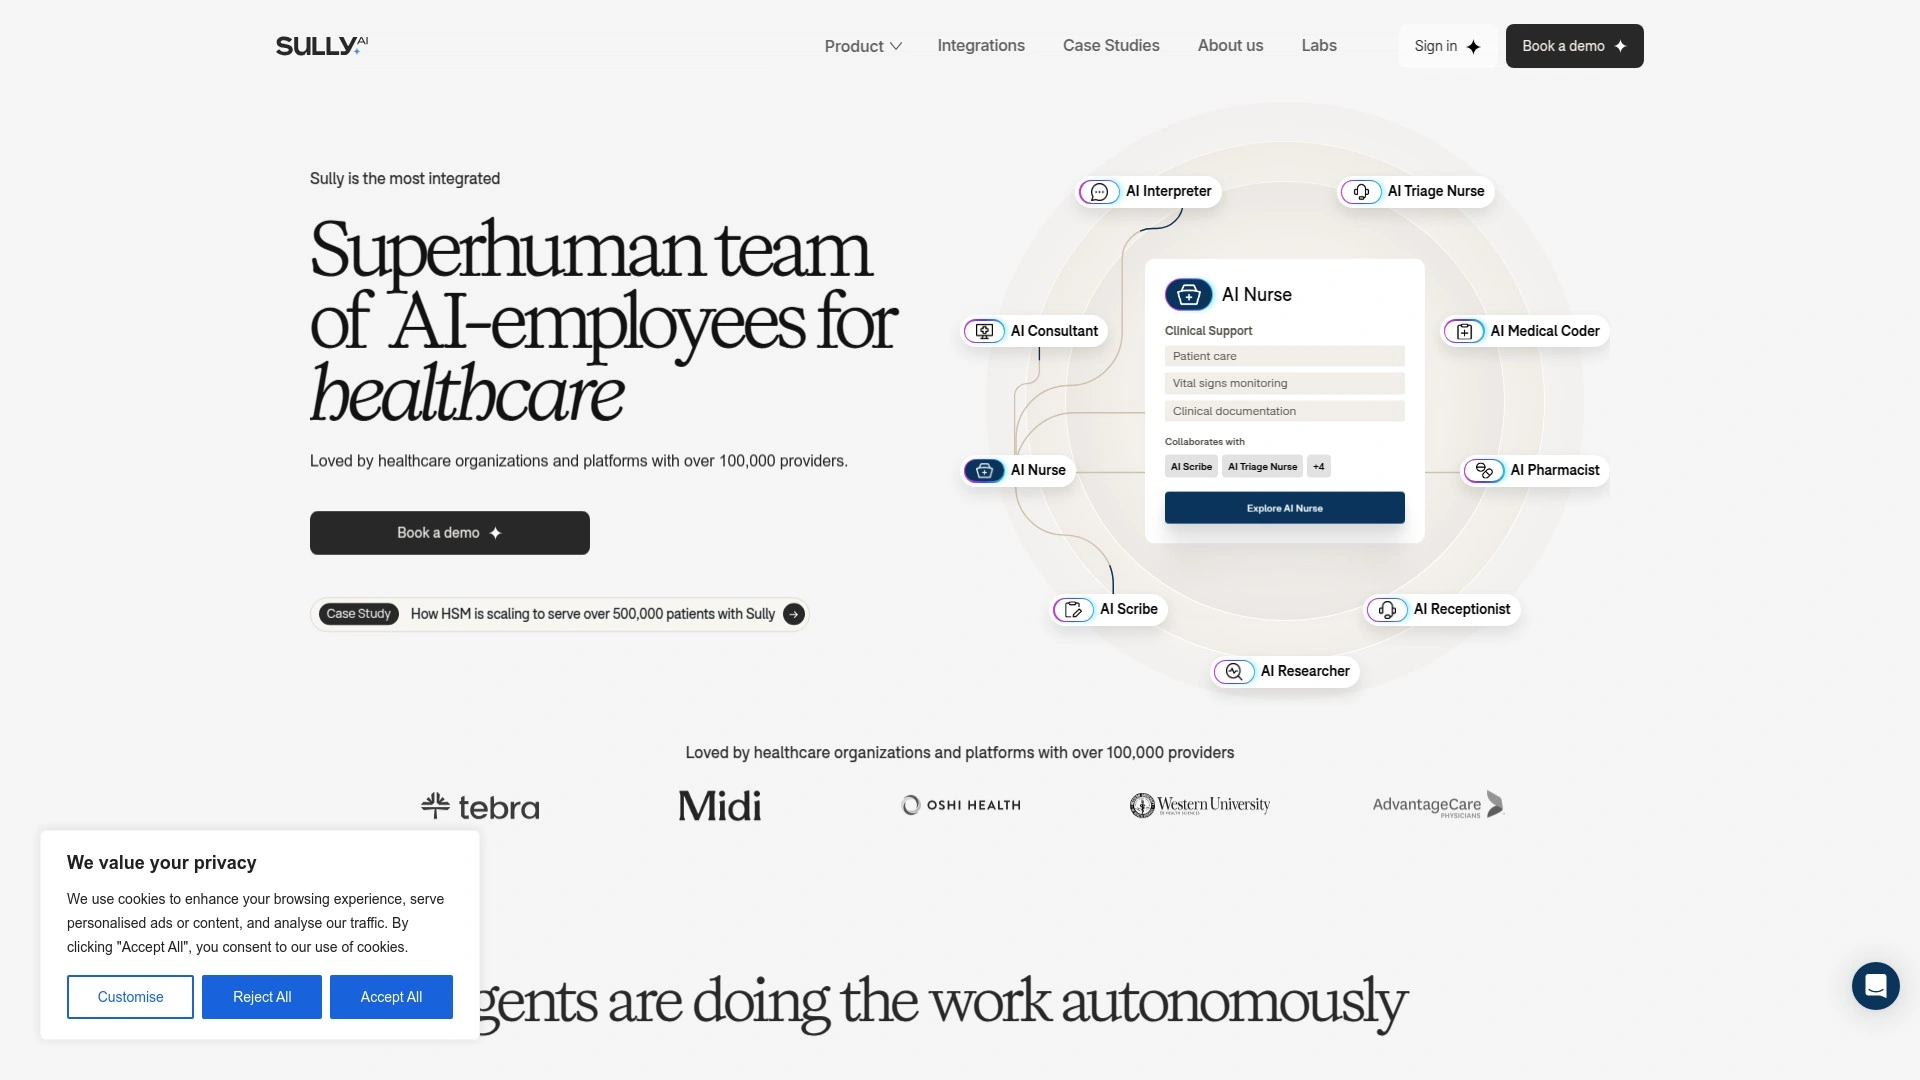 SULLY AI
Product
Integrations
Case Studies
About us
Labs
Sign in
Book a demo
Sully is the most integrated
Superhuman team
of AI-employees for
healthcare
Loved by healthcare organizations and platforms with over 100,000 providers.
Book a demo
Case Study How HSM is scaling to serve over 500,000 patients with Sully
AI Interpreter
AI Triage Nurse
AI Consultant
AI Medical Coder
AI Nurse
Clinical Support
Patient care
Vital signs monitoring
Clinical documentation
Collaborates with
AI Scribe AI Triage Nurse +4
Explore AI Nurse
AI Nurse
AI Pharmacist
AI Scribe
AI Receptionist
AI Researcher
Loved by healthcare organizations and platforms with over 100,000 providers
tebra
Midi
OSHI HEALTH
Western University
OF HEALTH SCIENCES
AdvantageCare
PHYSICIANS
gents are doing the work autonomously
We value your privacy
We use cookies to enhance your browsing experience, serve
personalised ads or content, and analyse our traffic. By
clicking "Accept All", you consent to our use of cookies.
Customise
Reject All
Accept All